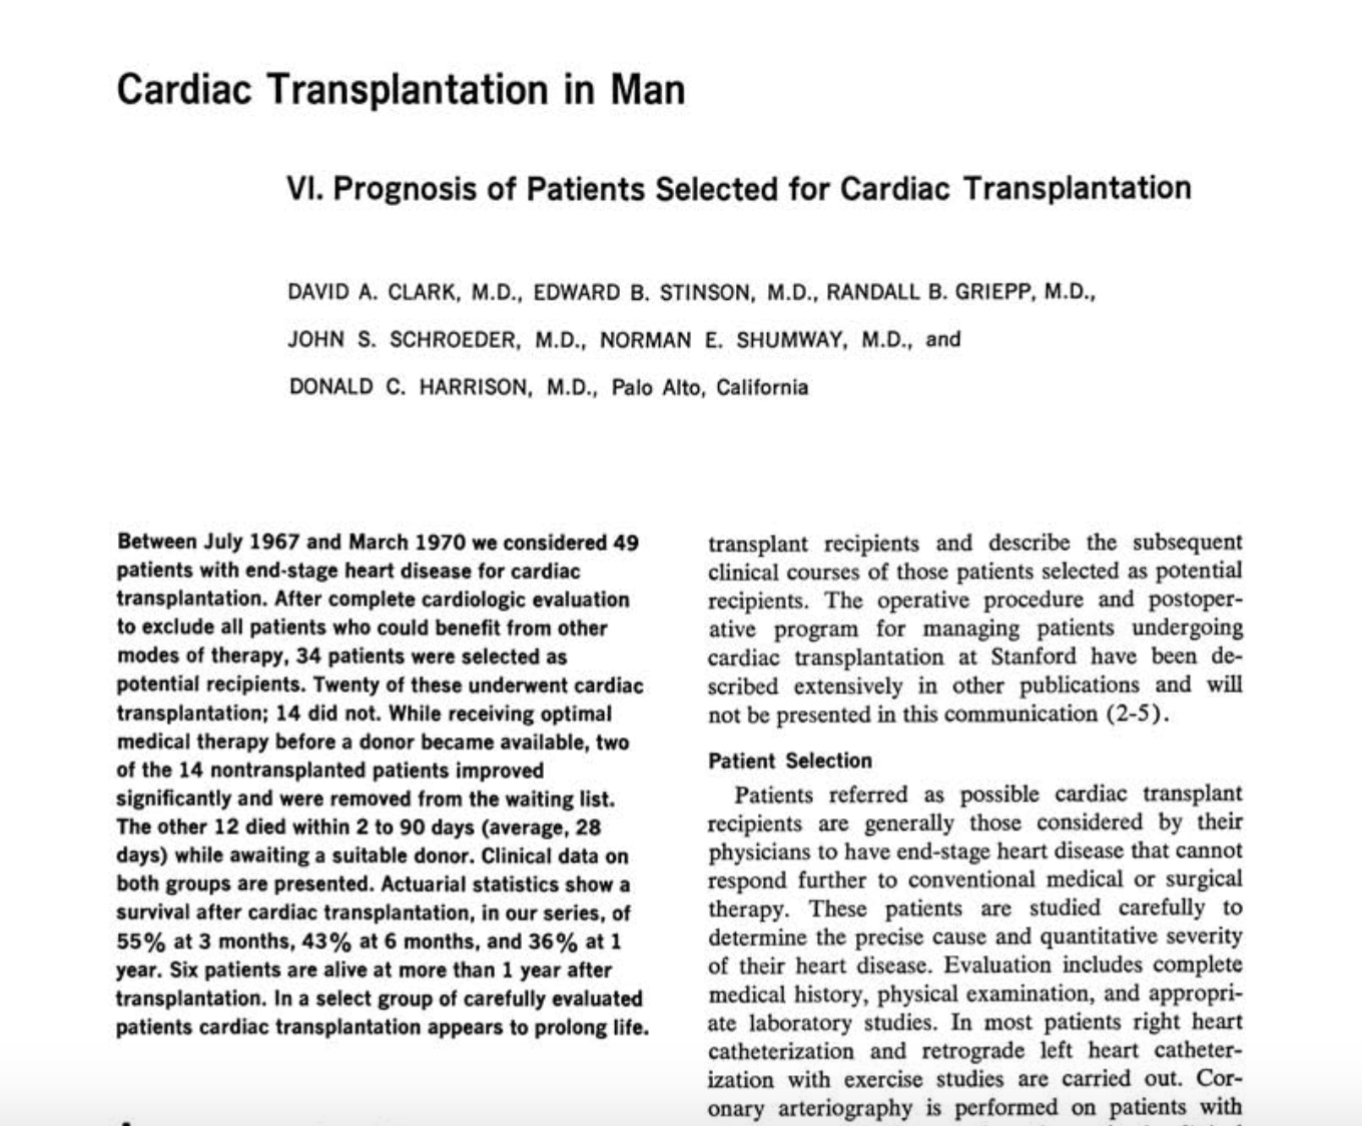 Cardiac Transplantation in Man
VI. Prognosis of Patients Selected for Cardiac Transplantation
DAVID A. CLARK, M.D., EDWARD B. STINSON, M.D., RANDALL B. GRIEPP, M.D.,
JOHN S. SCHROEDER, M.D., NORMAN E. SHUMWAY, M.D., and
DONALD C. HARRISON, M.D., Palo Alto, California
Between July 1967 and March 1970 we considered 49
patients with end-stage heart disease for cardiac
transplantation. After complete cardiologic evaluation
to exclude all patients who could benefit from other
modes of therapy, 34 patients were selected as
potential recipients. Twenty of these underwent cardiac
transplantation; 14 did not. While receiving optimal
medical therapy before a donor became available, two
of the 14 nontransplanted patients improved
significantly and were removed from the waiting list.
The other 12 died within 2 to 90 days (average, 28
days) while awaiting a suitable donor. Clinical data on
both groups are presented. Actuarial statistics show a
survival after cardiac transplantation, in our series, of
55% at 3 months, 43% at 6 months, and 36% at 1
year. Six patients are alive at more than 1 year after
transplantation. In a select group of carefully evaluated
patients cardiac transplantation appears to prolong life.
transplant recipients and describe the subsequent
clinical courses of those patients selected as potential
recipients. The operative procedure and postoper-
ative program for managing patients undergoing
cardiac transplantation at Stanford have been de-
scribed extensively in other publications and will
not be presented in this communication (2-5).
Patient Selection
Patients referred as possible cardiac transplant
recipients are generally those considered by their
physicians to have end-stage heart disease that cannot
respond further to conventional medical or surgical
therapy. These patients are studied carefully to
determine the precise cause and quantitative severity
of their heart disease. Evaluation includes complete
medical history, physical examination, and appropri-
ate laboratory studies. In most patients right heart
catheterization and retrograde left heart catheter-
ization with exercise studies are carried out. Cor-
onary arteriography is performed on patients with